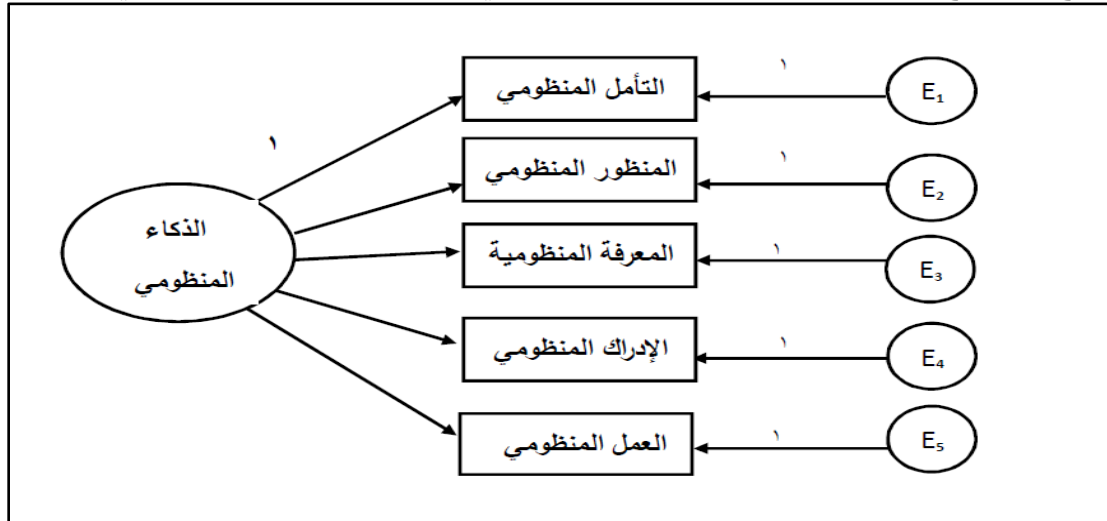 التأمل المنظومي
١
E₁
١
المنظور المنظومي
١
E₂
الذكاء
المنظومي
المعرفة المنظومية
١
E₃
الإدراك المنظومي
١
E₄
العمل المنظومي
١
E₅